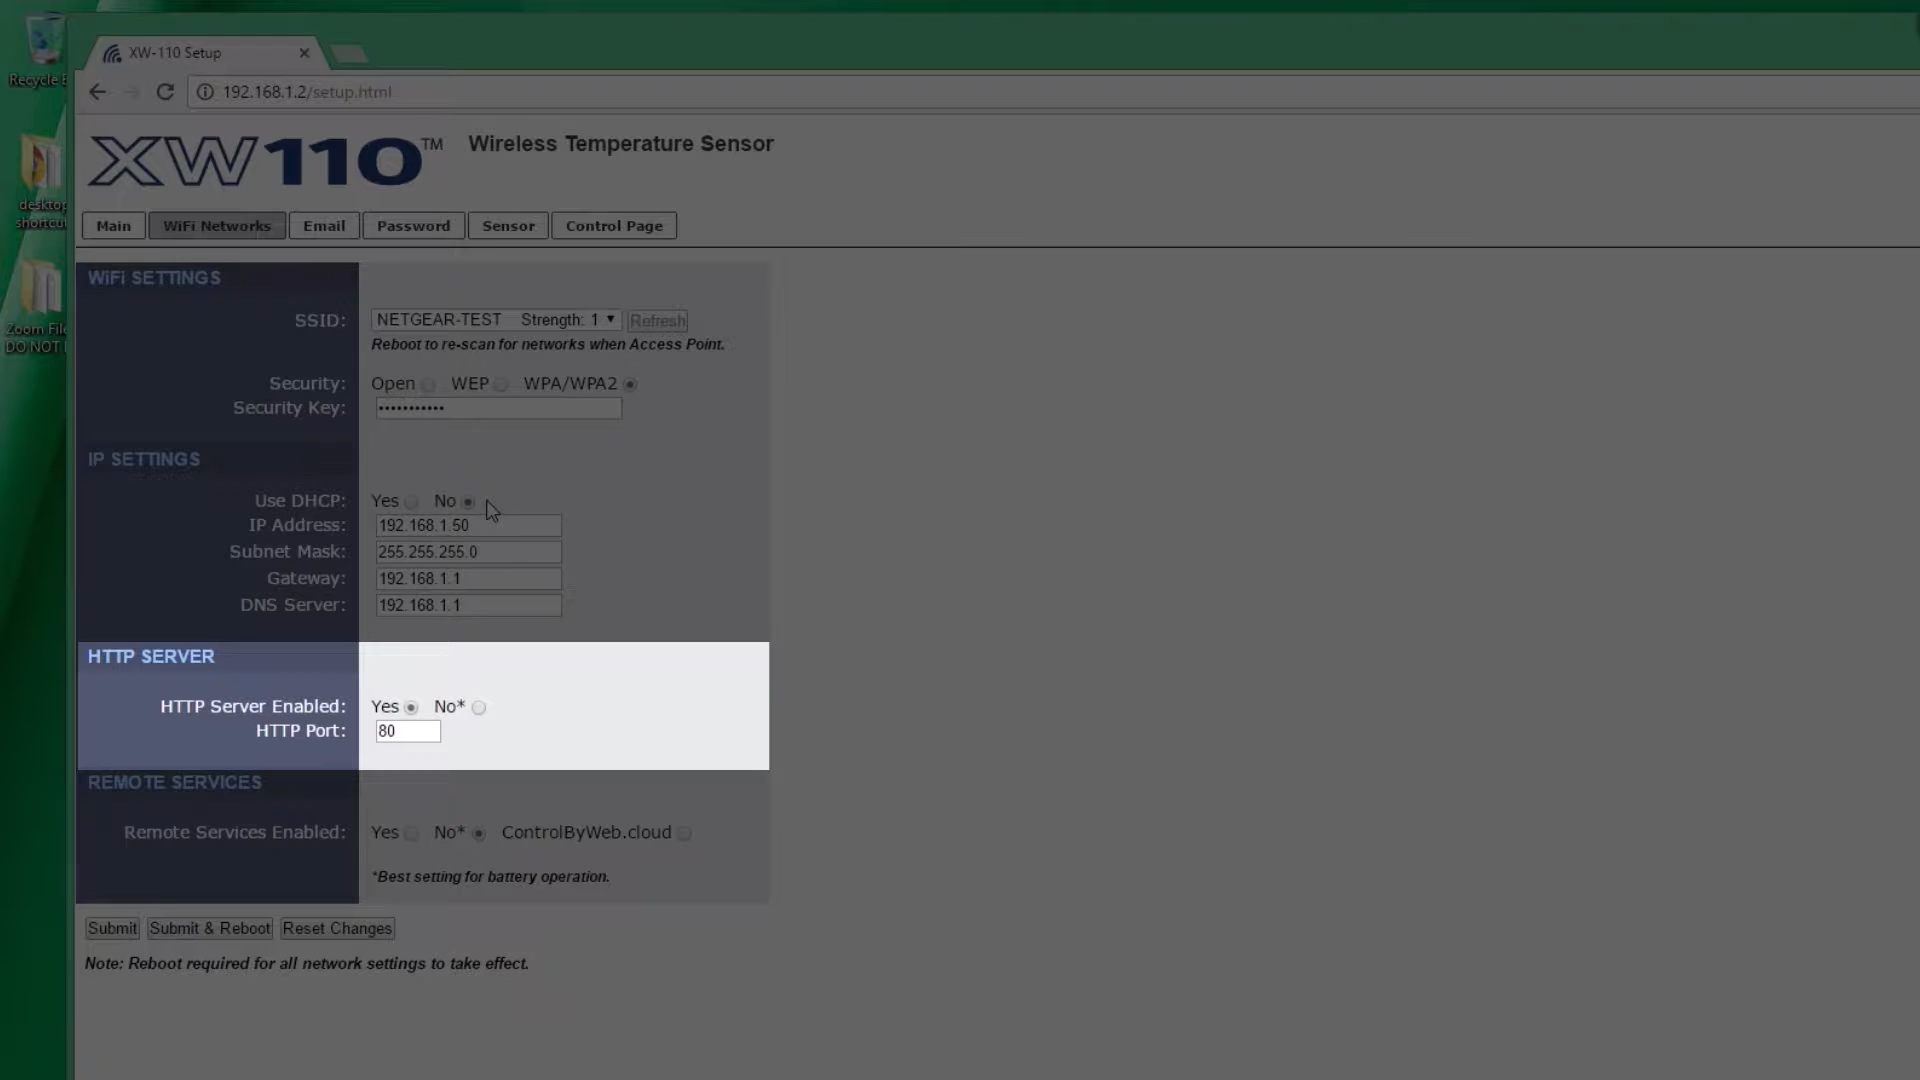 XW-110 Setup
192.168.1.2/setup.html
Recycle
desktop
shortcut
Zoom File
DO NOT
XW110™ Wireless Temperature Sensor
Main WiFi Networks Email Password Sensor Control Page
WiFi SETTINGS
SSID: NETGEAR-TEST Strength: 1 Refresh
Reboot to re-scan for networks when Access Point.
Security: Open WEP WPA/WPA2
Security Key: •••••••••••
IP SETTINGS
Use DHCP: Yes No
IP Address: 192.168.1.50
Subnet Mask: 255.255.255.0
Gateway: 192.168.1.1
DNS Server: 192.168.1.1
HTTP SERVER
HTTP Server Enabled: Yes No*
HTTP Port: 80
REMOTE SERVICES
Remote Services Enabled: Yes No* ControlByWeb.cloud
*Best setting for battery operation.
Submit Submit & Reboot Reset Changes
Note: Reboot required for all network settings to take effect.